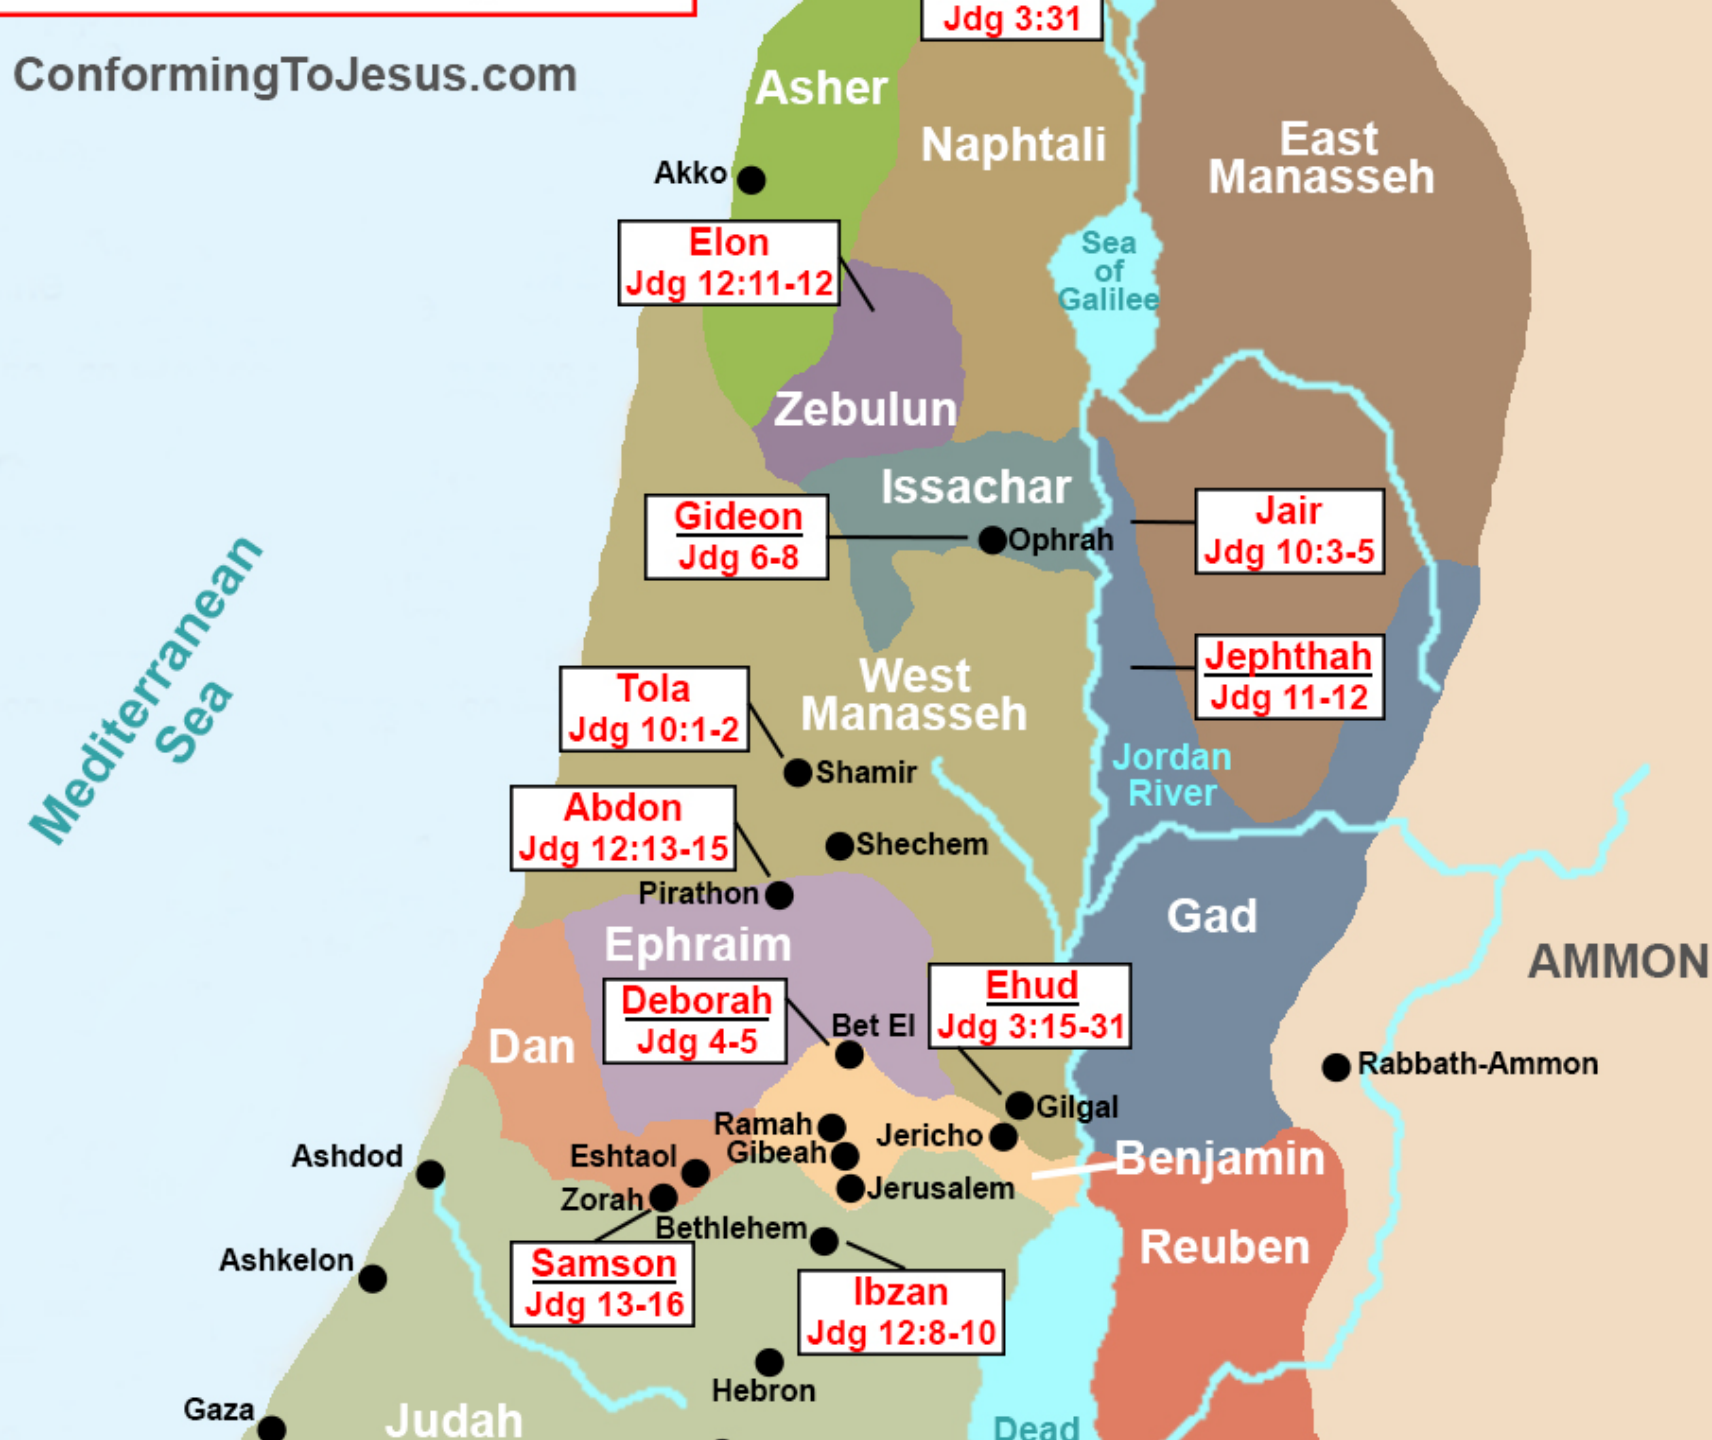 Jdg 3:31
ConformingToJesus.com
Asher
Naphtali
East
Manasseh
Akko
Elon
Jdg 12:11-12
Sea
of
Galilee
Zebulun
Issachar
Gideon
Jdg 6-8
Ophrah
Jair
Jdg 10:3-5
Mediterranean
Sea
West
Manasseh
Jephthah
Jdg 11-12
Tola
Jdg 10:1-2
Shamir
Jordan
River
Abdon
Jdg 12:13-15
Shechem
Pirathon
Ephraim
Gad
AMMON
Deborah
Jdg 4-5
Bet El
Ehud
Jdg 3:15-31
Dan
Rabbath-Ammon
Gilgal
Ramah
Jericho
Gibeah
Benjamin
Ashdod
Eshtaol
Zorah
Jerusalem
Bethlehem
Reuben
Ashkelon
Samson
Jdg 13-16
Ibzan
Jdg 12:8-10
Hebron
Gaza
Judah
Dead